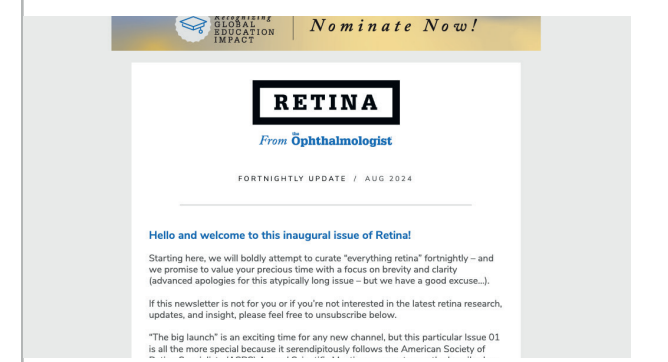 Recognizing
GLOBAL
EDUCATION
IMPACT
Nominate Now!
RETINA
From the Ophthalmologist
FORTNIGHTLY UPDATE / AUG 2024
Hello and welcome to this inaugural issue of Retina!
Starting here, we will boldly attempt to curate “everything retina” fortnightly – and
we promise to value your precious time with a focus on brevity and clarity
(advanced apologies for this atypically long issue – but we have a good excuse...).
If this newsletter is not for you or if you’re not interested in the latest retina research,
updates, and insight, please feel free to unsubscribe below.
"The big launch” is an exciting time for any new channel, but this particular Issue 01
is all the more special because it serendipitously follows the American Society of